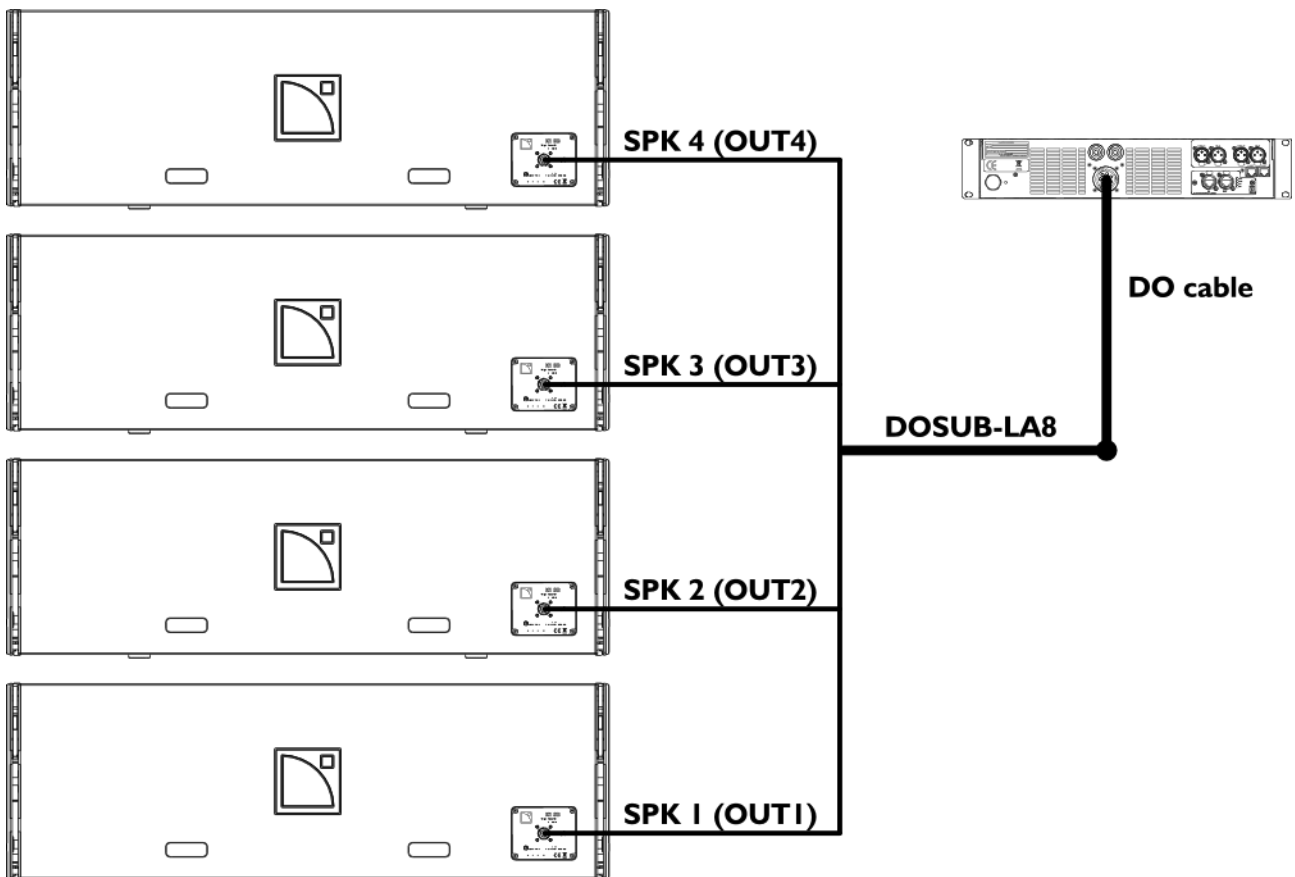 SPK 4 (OUT4)
DO cable
SPK 3 (OUT3)
DOSUB-LA8
SPK 2 (OUT2)
SPK 1 (OUT1)